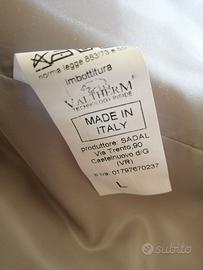 norma legge 883/73 e
imbottitura
VALTHERM
TECHNOLOGY INSIDE
MADE IN
ITALY
produttore: SADAL
Via Trento,90
Castelnuovo d/G
(VR)
P.Iva. 01797670237
L
subito